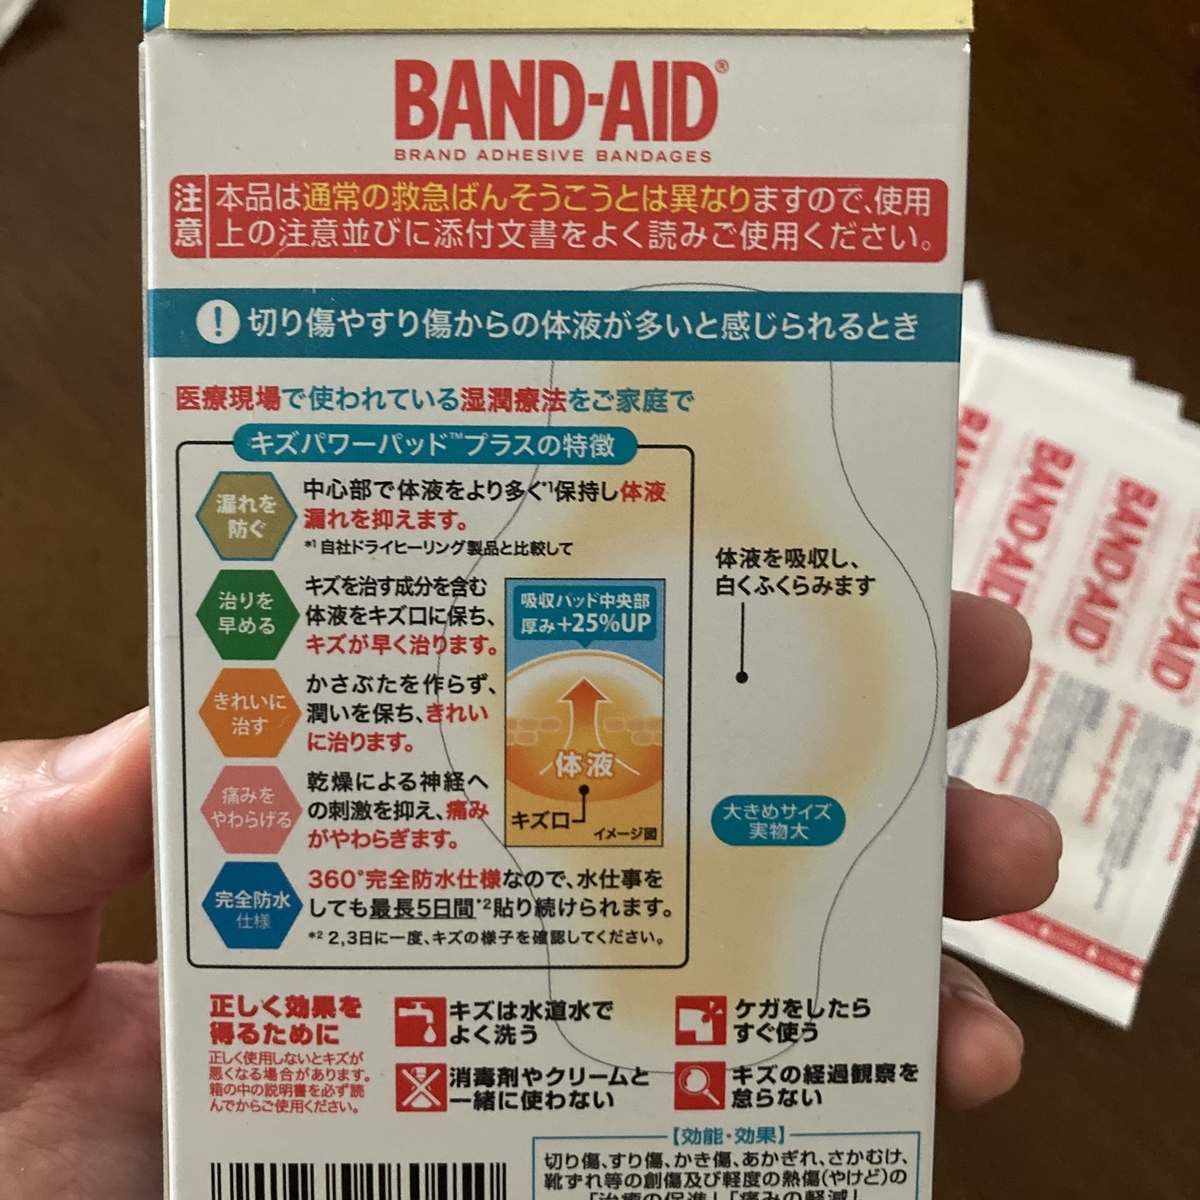 BAND-AID®
BRAND ADHESIVE BANDAGES
注意
本品は通常の救急ばんそうこうとは異なりますので、使用
上の注意並びに添付文書をよく読みご使用ください。
! 切り傷やすり傷からの体液が多いと感じられるとき
医療現場で使われている湿潤療法をご家庭で
キズパワーパッド™プラスの特徴
漏れを
防ぐ
中心部で体液をより多く*1保持し体液
漏れを抑えます。
*1 自社ドライヒーリング製品と比較して
治りを
早める
キズを治す成分を含む
体液をキズ口に保ち、
キズが早く治ります。
きれいに
治す
かさぶたを作らず、
潤いを保ち、きれい
に治ります。
痛みを
やわらげる
乾燥による神経へ
の刺激を抑え、痛み
がやわらぎます。
完全防水
仕様
360°完全防水仕様なので、水仕事を
しても最長5日間*2貼り続けられます。
*2 2,3日に一度、キズの様子を確認してください。
吸収パッド中央部
厚み+25%UP
体液
キズ口
イメージ図
体液を吸収し、
白くふくらみます
大きめサイズ
実物大
正しく効果を
得るために
正しく使用しないとキズが
悪くなる場合があります。
箱の中の説明書を必ず読
んでからご使用ください。
キズは水道水で
よく洗う
ケガをしたら
すぐ使う
消毒剤やクリームと
一緒に使わない
キズの経過観察を
怠らない
【効能・効果】
切り傷、すり傷、かき傷、あかぎれ、さかむけ、
靴ずれ等の創傷及び軽度の熱傷(やけど)の
「治癒の促進」「痛みの軽減」
BAND-AID
BAND-AID
BAND-AID